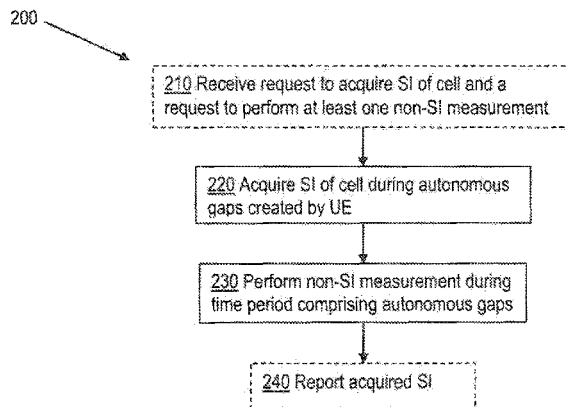 200
210 Receive request to acquire SI of cell and a
request to perform at least one non-SI measurement
220 Acquire SI of cell during autonomous
gaps created by UE
230 Perform non-SI measurement during
time period comprising autonomous gaps
240 Report acquired SI